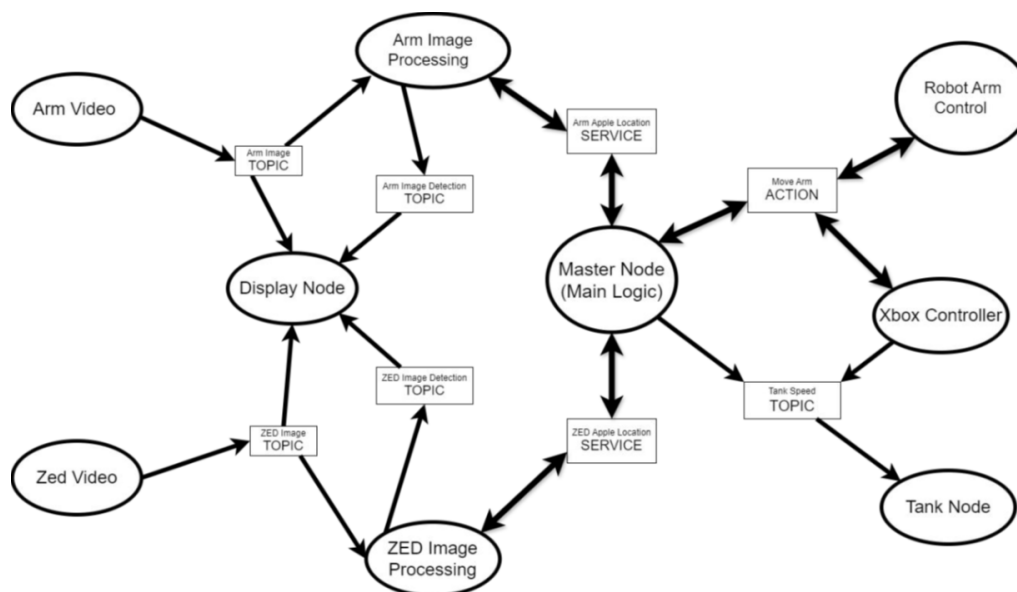 Arm Image
Processing
Arm Video
Robot Arm
Control
Arm Apple Location
SERVICE
Arm Image
TOPIC
Arm Image Detection
TOPIC
Move Arm
ACTION
Display Node
Master Node
(Main Logic)
Xbox Controller
ZED Image Detection
TOPIC
Tank Speed
TOPIC
ZED Image
TOPIC
ZED Apple Location
SERVICE
Zed Video
Tank Node
ZED Image
Processing